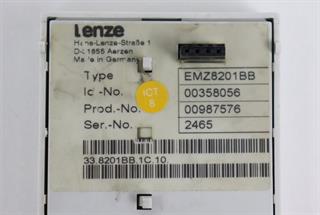 Lenze
Hans-Lenze-Straße 1
D-31855 Aerzen
Made in Germany
Type EMZ8201BB
Id.-No. 00358056
Prod.-No. 00987576
Ser.-No. 2465
ICT
8
33.8201BB.1C.10.